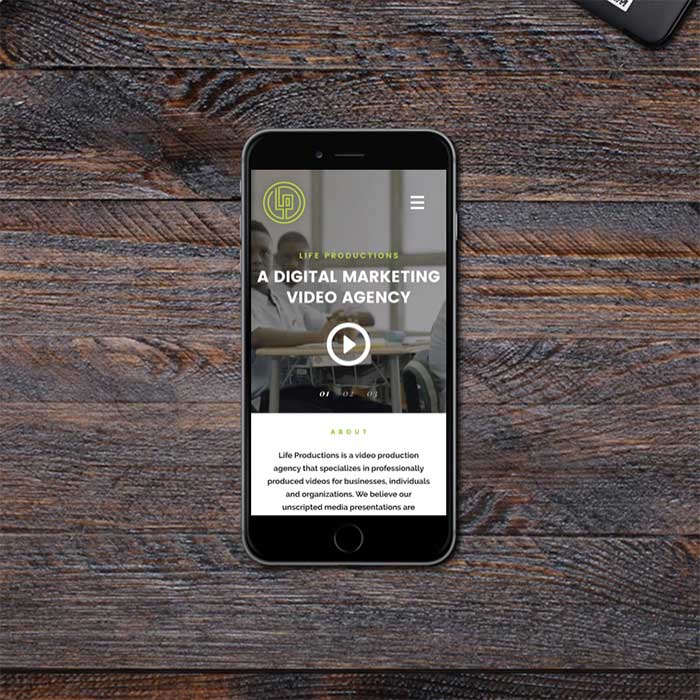 LP
LIFE PRODUCTIONS
A DIGITAL MARKETING
VIDEO AGENCY
01 02 03
ABOUT
Life Productions is a video production
agency that specializes in professionally
produced videos for businesses, individuals
and organizations. We believe our
unscripted media presentations are